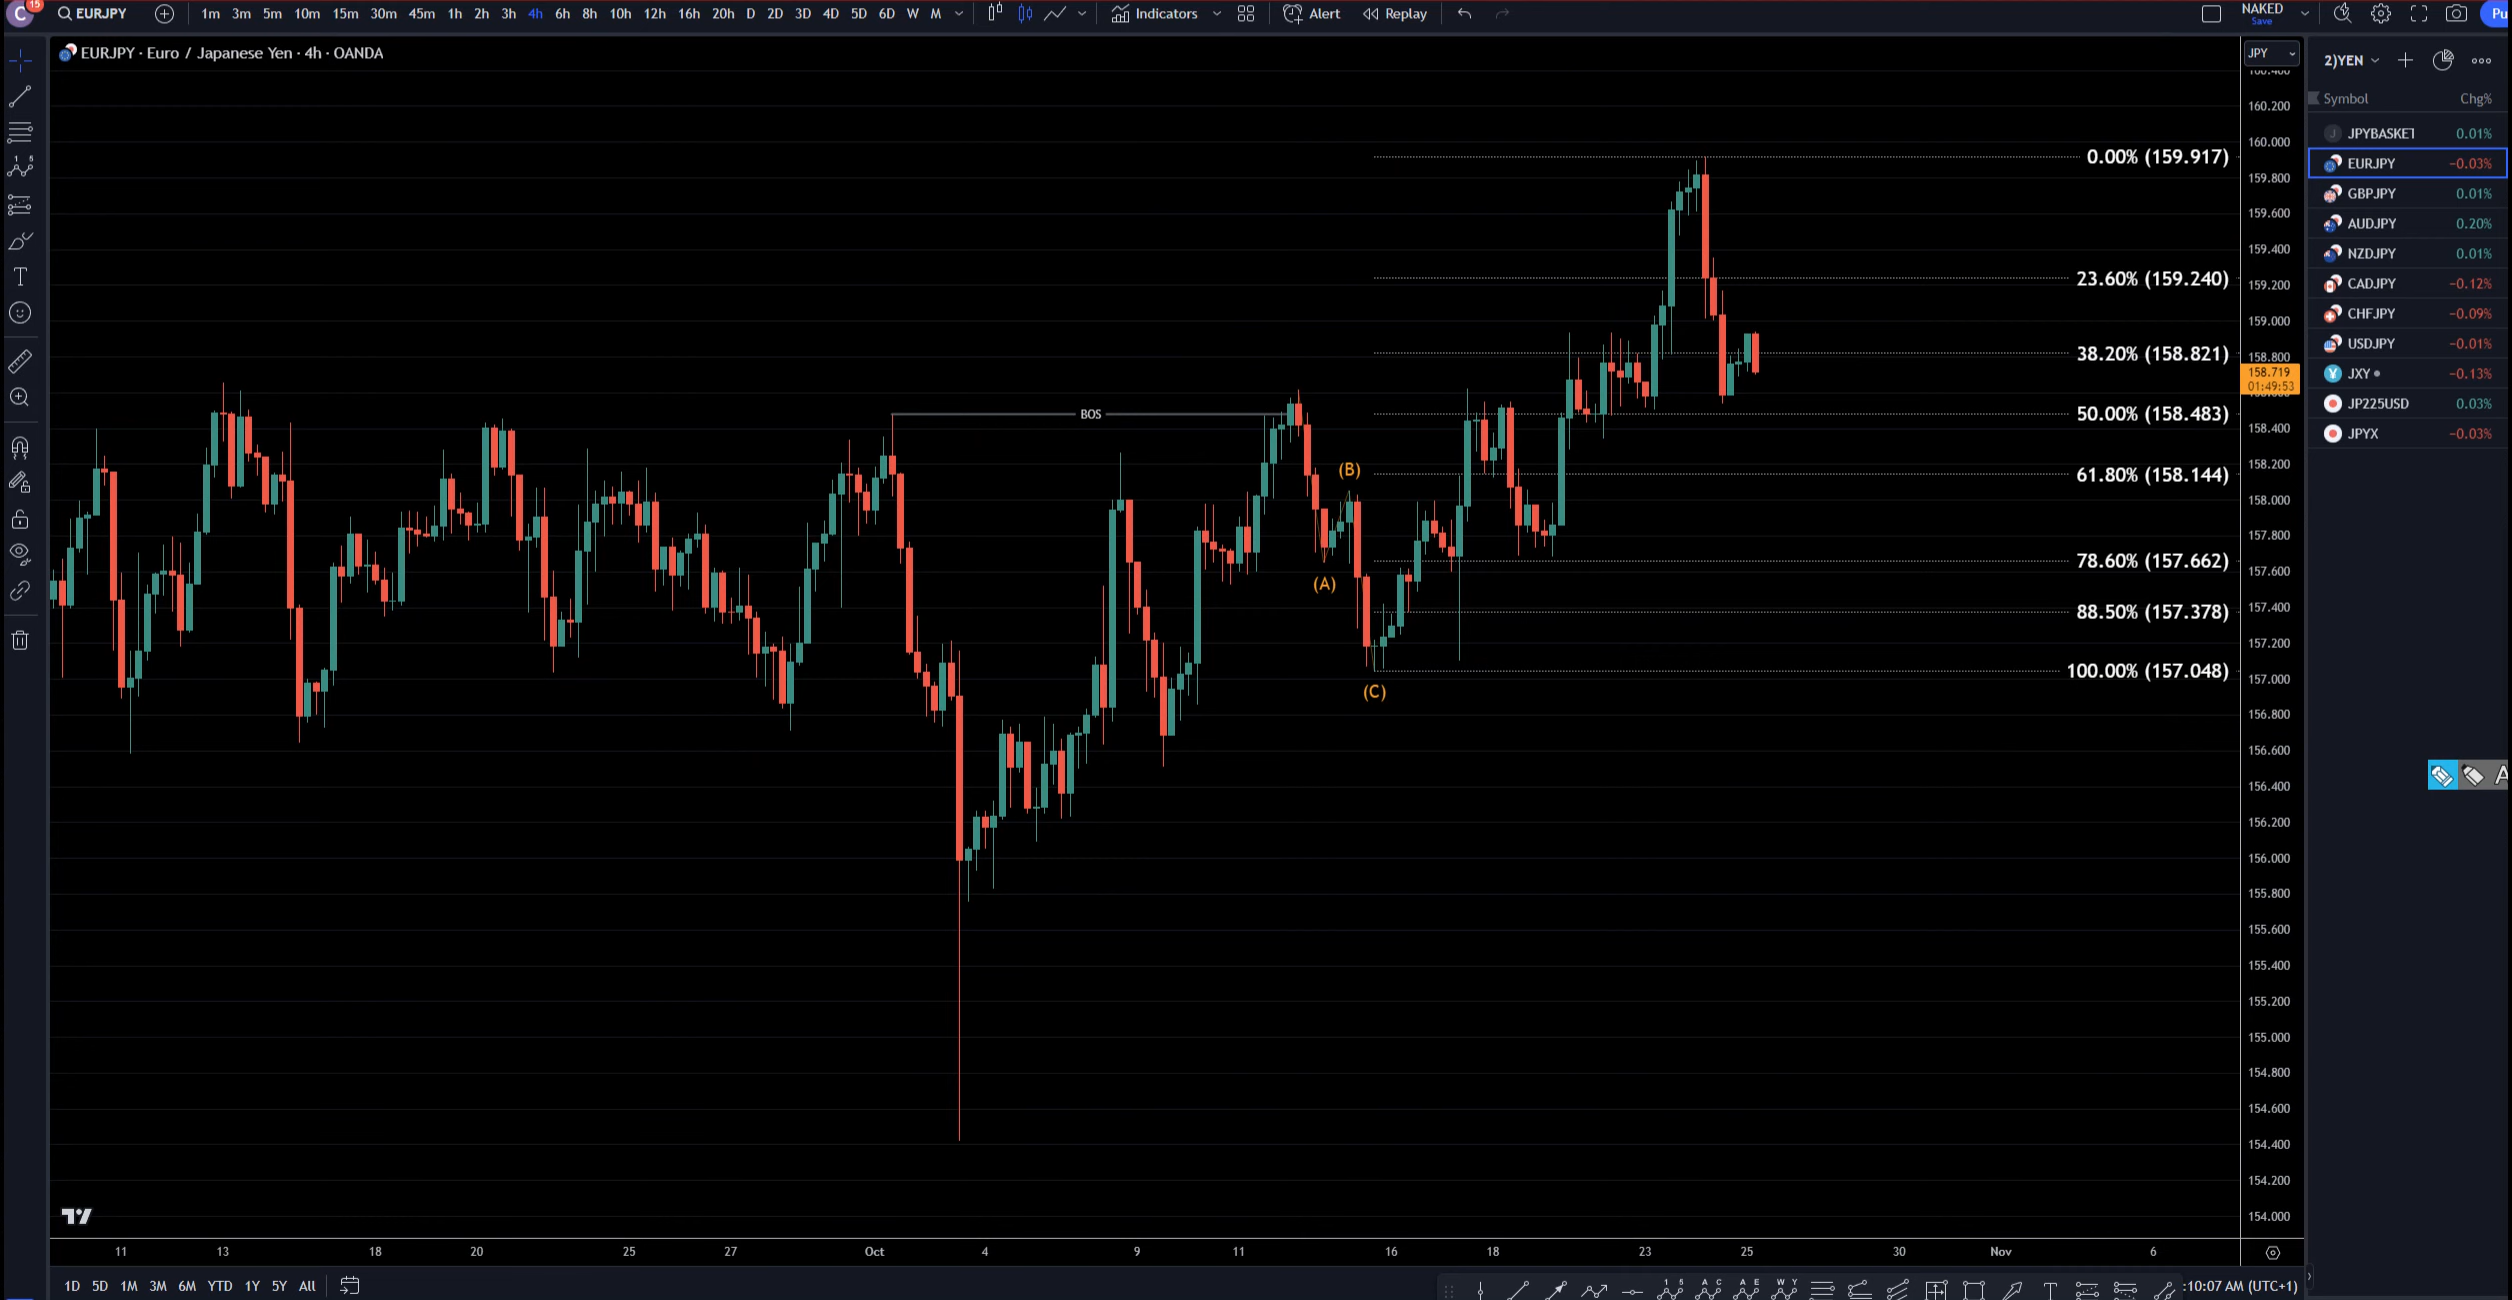 C 15 EURJPY 1m 3m 5m 10m 15m 30m 45m 1h 2h 3h 4h 6h 8h 10h 12h 16h 20h D 2D 3D 4D 5D 6D W M Indicators Alert Replay NAKED Save Pu
EURJPY · Euro / Japanese Yen · 4h · OANDA
JPY
2)YEN
Symbol Chg%
JPYBASKET 0.01%
EURJPY −0.03%
GBPJPY 0.01%
AUDJPY 0.20%
NZDJPY 0.01%
CADJPY −0.12%
CHFJPY −0.09%
USDJPY −0.01%
JXY −0.13%
JP225USD 0.03%
JPYX −0.03%
0.00% (159.917)
23.60% (159.240)
38.20% (158.821)
50.00% (158.483)
61.80% (158.144)
78.60% (157.662)
88.50% (157.378)
100.00% (157.048)
BOS
(B)
(A)
(C)
160.400
160.200
160.000
159.800
159.600
159.400
159.200
159.000
158.800
158.719
01:49:53
158.400
158.200
158.000
157.800
157.600
157.400
157.200
157.000
156.800
156.600
156.400
156.200
156.000
155.800
155.600
155.400
155.200
155.000
154.800
154.600
154.400
154.200
154.000
A
11 13 18 20 25 27 Oct 4 9 11 16 18 23 25 30 Nov 6
1D 5D 1M 3M 6M YTD 1Y 5Y All
:10:07 AM (UTC+1)